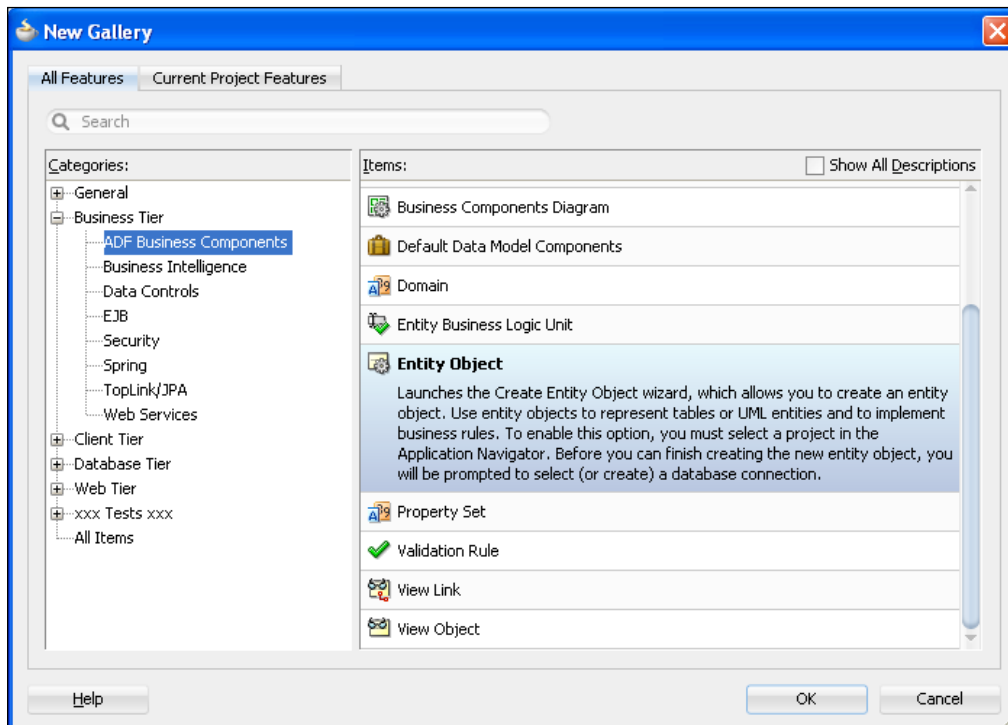 New Gallery
All Features
Current Project Features
Search
Categories:
General
Business Tier
ADF Business Components
Business Intelligence
Data Controls
EJB
Security
Spring
TopLink/JPA
Web Services
Client Tier
Database Tier
Web Tier
xxx Tests xxx
All Items
Items:
Show All Descriptions
Business Components Diagram
Default Data Model Components
Domain
Entity Business Logic Unit
Entity Object
Launches the Create Entity Object wizard, which allows you to create an entity
object. Use entity objects to represent tables or UML entities and to implement
business rules. To enable this option, you must select a project in the
Application Navigator. Before you can finish creating the new entity object, you
will be prompted to select (or create) a database connection.
Property Set
Validation Rule
View Link
View Object
Help
OK
Cancel